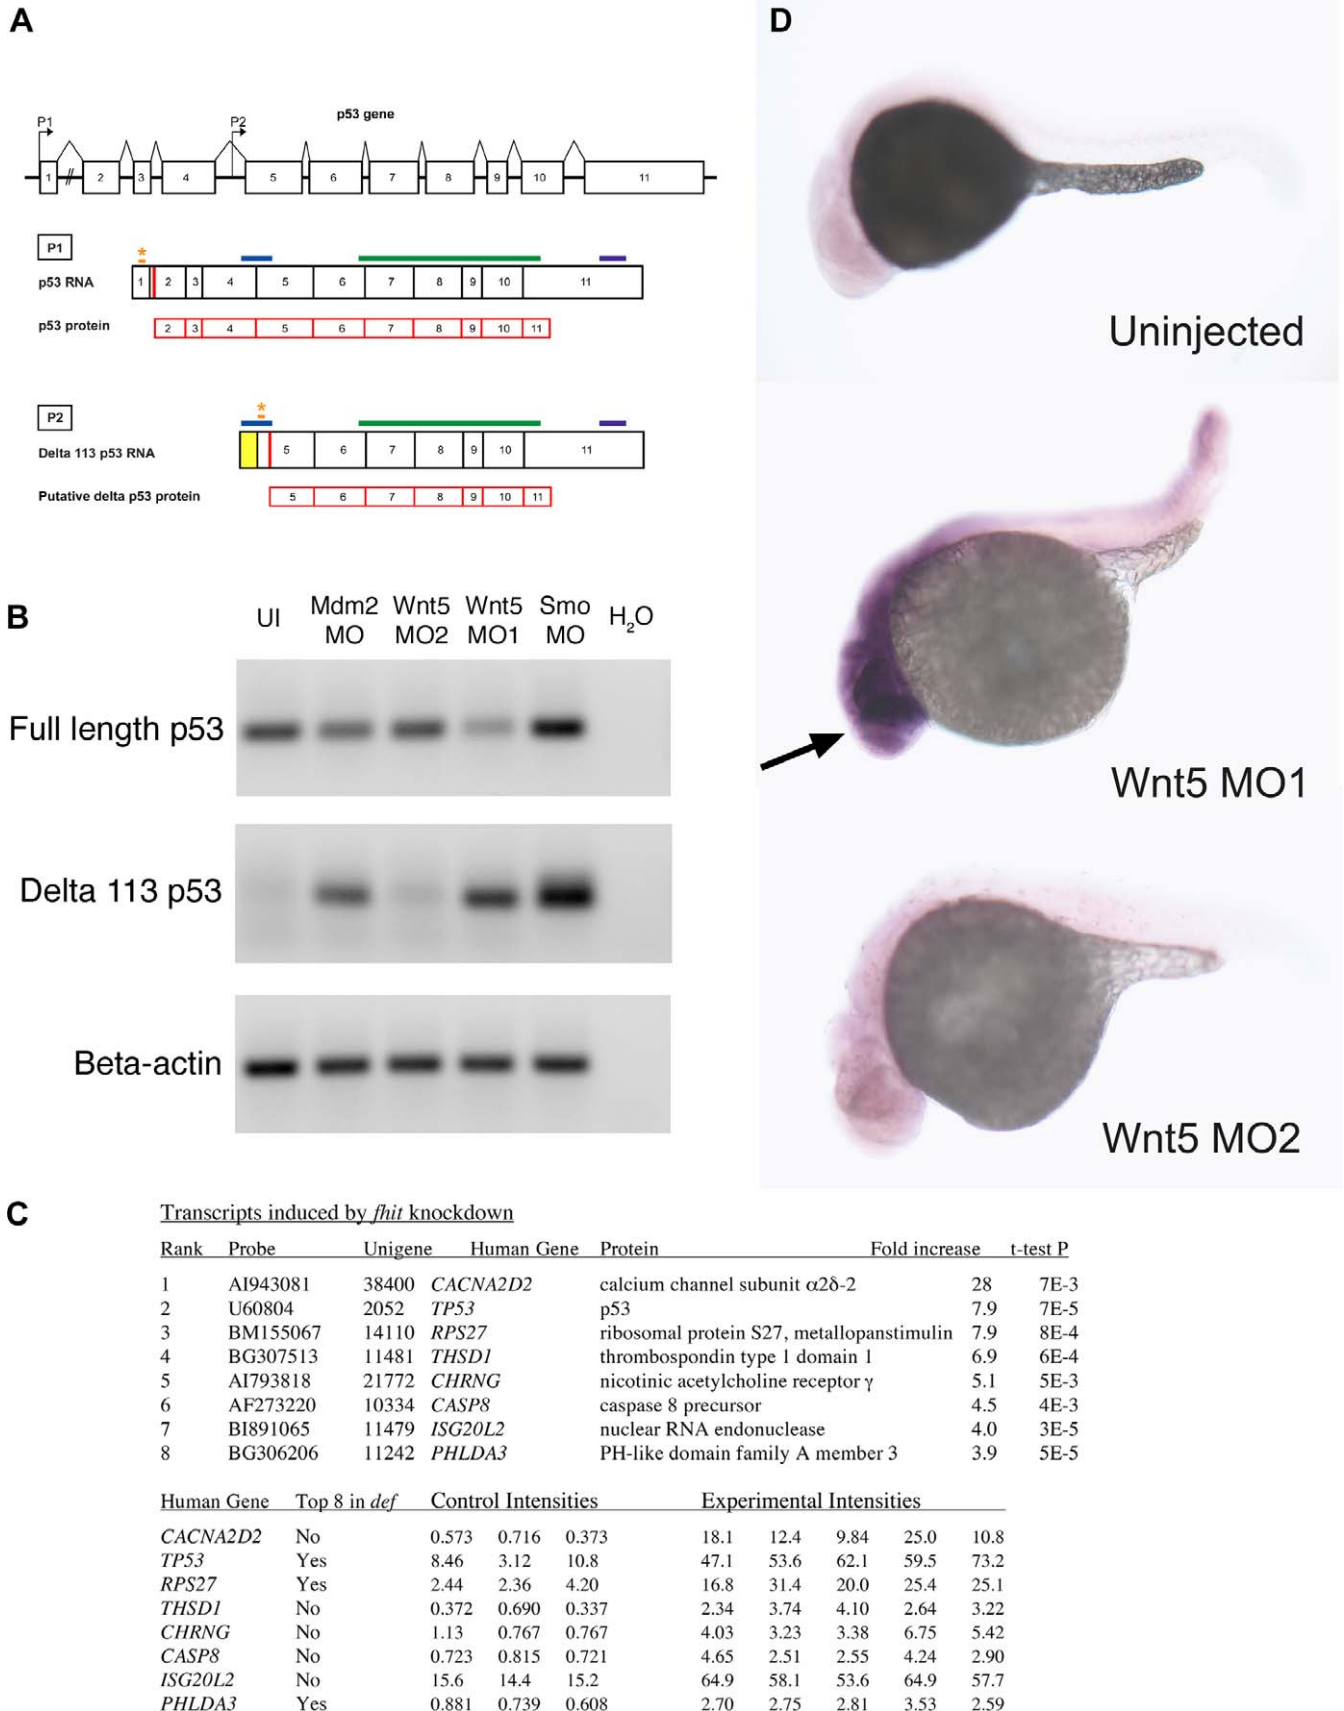 A
p53 gene
P1
P2
1 // 2 3 4 5 6 7 8 9 10 11
P1
*
p53 RNA
1 2 3 4 5 6 7 8 9 10 11
p53 protein
2 3 4 5 6 7 8 9 10 11
P2
*
Delta 113 p53 RNA
5 6 7 8 9 10 11
Putative delta p53 protein
5 6 7 8 9 10 11
B
UI Mdm2 MO Wnt5 MO2 Wnt5 MO1 Smo MO H₂O
Full length p53
Delta 113 p53
Beta-actin
D
Uninjected
Wnt5 MO1
Wnt5 MO2
C
Transcripts induced by fhit knockdown
Rank Probe Unigene Human Gene Protein Fold increase t-test P
1 AI943081 38400 CACNA2D2 calcium channel subunit α2δ-2 28 7E-3
2 U60804 2052 TP53 p53 7.9 7E-5
3 BM155067 14110 RPS27 ribosomal protein S27, metallopanstimulin 7.9 8E-4
4 BG307513 11481 THSD1 thrombospondin type 1 domain 1 6.9 6E-4
5 AI793818 21772 CHRNG nicotinic acetylcholine receptor γ 5.1 5E-3
6 AF273220 10334 CASP8 caspase 8 precursor 4.5 4E-3
7 BI891065 11479 ISG20L2 nuclear RNA endonuclease 4.0 3E-5
8 BG306206 11242 PHLDA3 PH-like domain family A member 3 3.9 5E-5
Human Gene Top 8 in def Control Intensities Experimental Intensities
CACNA2D2 No 0.573 0.716 0.373 18.1 12.4 9.84 25.0 10.8
TP53 Yes 8.46 3.12 10.8 47.1 53.6 62.1 59.5 73.2
RPS27 Yes 2.44 2.36 4.20 16.8 31.4 20.0 25.4 25.1
THSD1 No 0.372 0.690 0.337 2.34 3.74 4.10 2.64 3.22
CHRNG No 1.13 0.767 0.767 4.03 3.23 3.38 6.75 5.42
CASP8 No 0.723 0.815 0.721 4.65 2.51 2.55 4.24 2.90
ISG20L2 No 15.6 14.4 15.2 64.9 58.1 53.6 64.9 57.7
PHLDA3 Yes 0.881 0.739 0.608 2.70 2.75 2.81 3.53 2.59